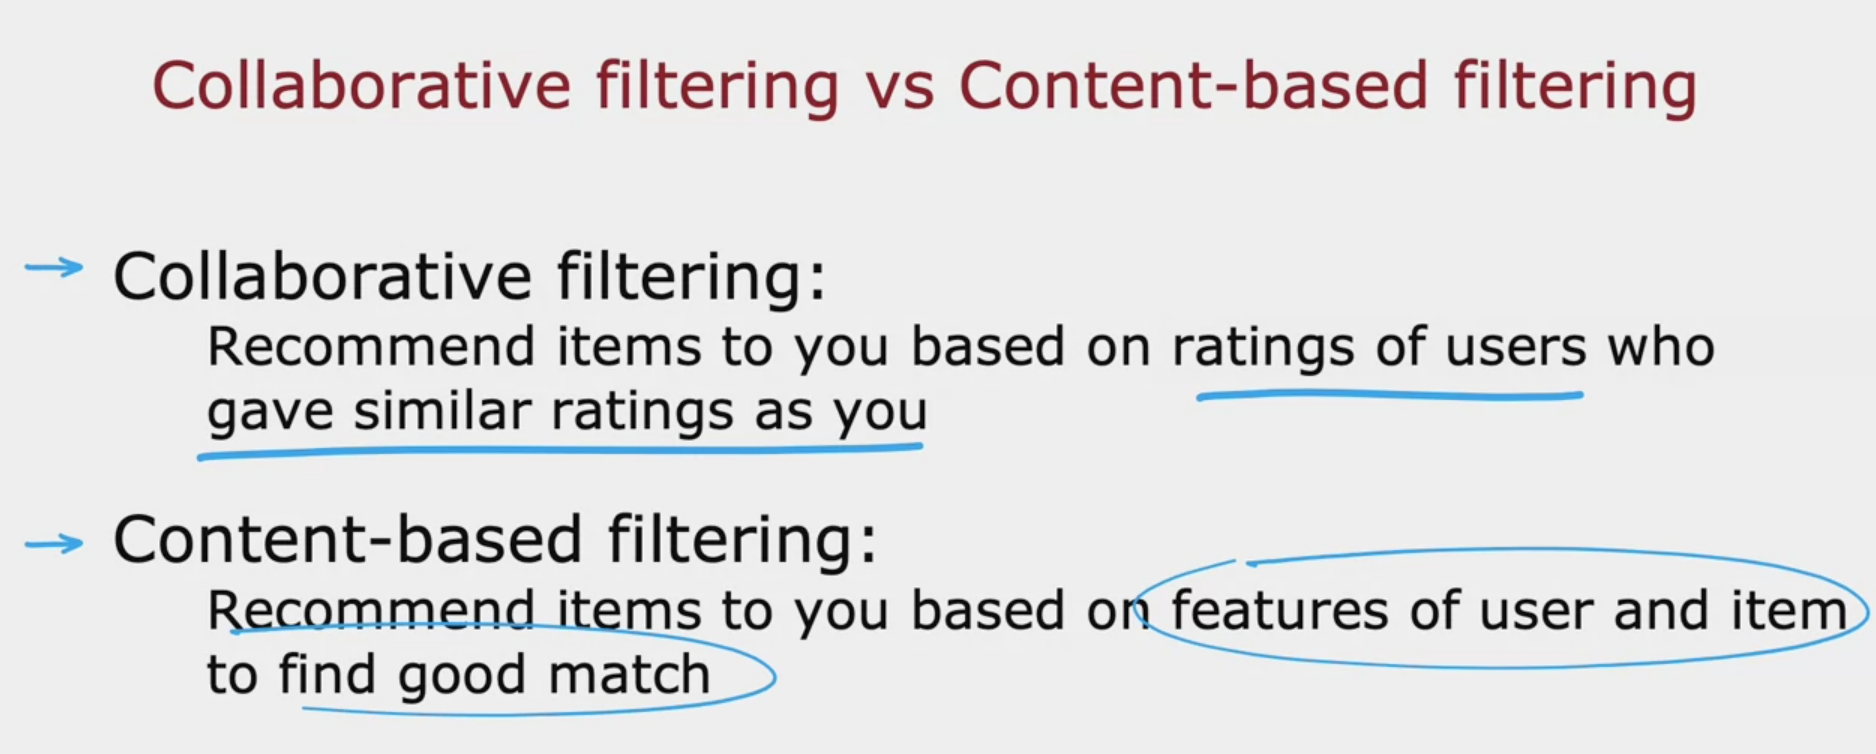 Collaborative filtering vs Content-based filtering
Collaborative filtering:
Recommend items to you based on ratings of users who
gave similar ratings as you
Content-based filtering:
Recommend items to you based on features of user and item
to find good match